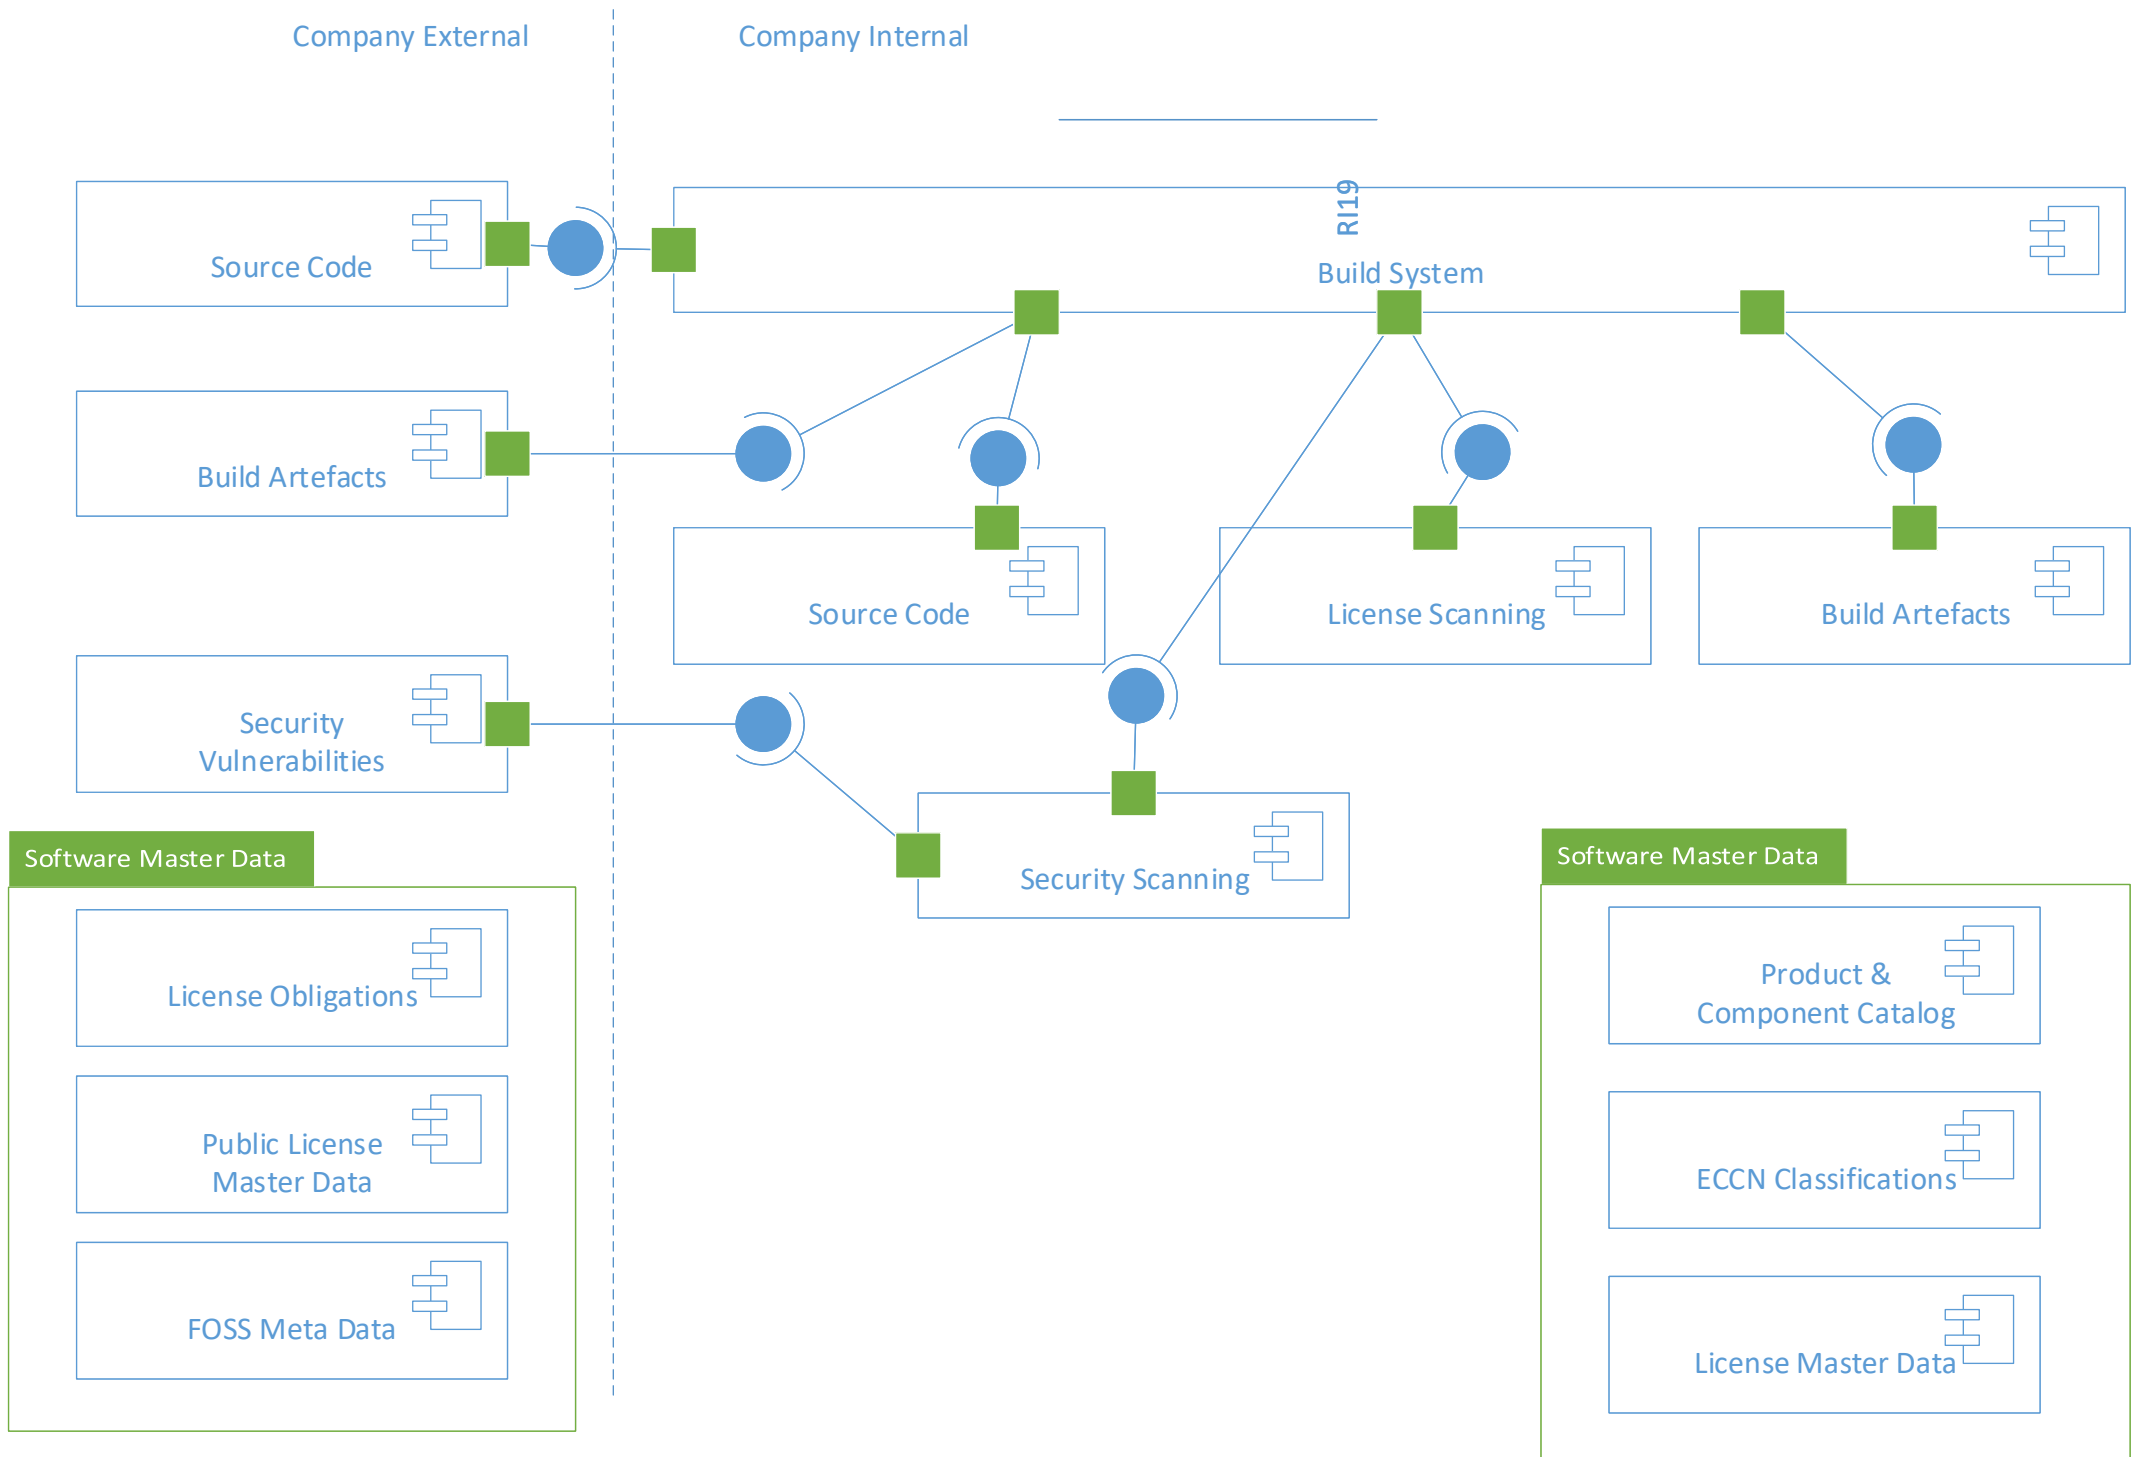 Company External
Company Internal
RI19
Source Code
Build System
Build Artefacts
Source Code
License Scanning
Build Artefacts
Security
Vulnerabilities
Security Scanning
Software Master Data
License Obligations
Public License
Master Data
FOSS Meta Data
Software Master Data
Product &
Component Catalog
ECCN Classifications
License Master Data